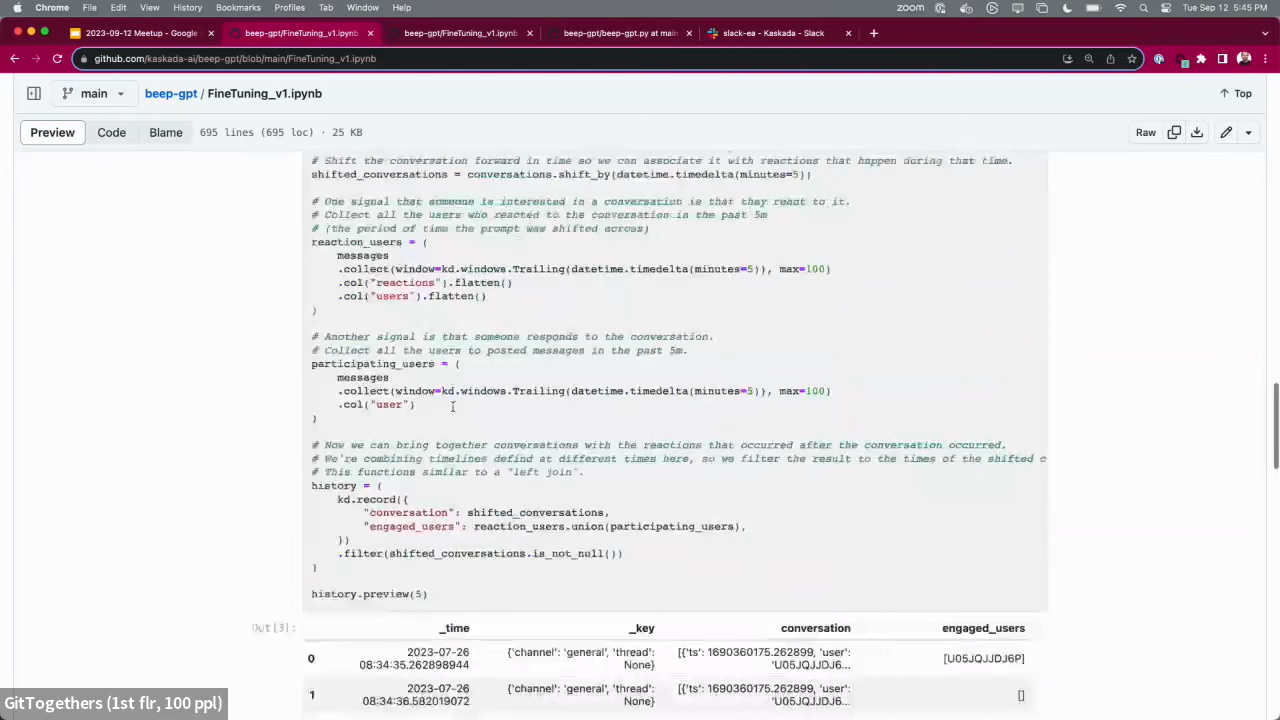 Chrome File Edit View History Bookmarks Profiles Tab Window Help zoom Tue Sep 12 5:45 PM
2023-09-12 Meetup - Google beep-gpt/FineTuning_v1.ipynb beep-gpt/FineTuning_v1.ipynb beep-gpt/beep-gpt.py at main slack-ea - Kaskada - Slack
github.com/kaskada-ai/beep-gpt/blob/main/FineTuning_v1.ipynb
main beep-gpt / FineTuning_v1.ipynb Top
Preview Code Blame 695 lines (695 loc) · 25 KB Raw
# Shift the conversation forward in time so we can associate it with reactions that happen during that time.
shifted_conversations = conversations.shift_by(datetime.timedelta(minutes=5))
# One signal that someone is interested in a conversation is that they react to it.
# Collect all the users who reacted to the conversation in the past 5m
# (the period of time the prompt was shifted across)
reaction_users = (
messages
.collect(window=kd.windows.Trailing(datetime.timedelta(minutes=5)), max=100)
.col("reactions").flatten()
.col("users").flatten()
)
# Another signal is that someone responds to the conversation.
# Collect all the users to posted messages in the past 5m.
participating_users = (
messages
.collect(window=kd.windows.Trailing(datetime.timedelta(minutes=5)), max=100)
.col("user")
)
# Now we can bring together conversations with the reactions that occurred after the conversation occurred.
# We're combining timelines defind at different times here, so we filter the result to the times of the shifted c
# This functions similar to a "left join".
history = (
kd.record({
"conversation": shifted_conversations,
"engaged_users": reaction_users.union(participating_users),
})
.filter(shifted_conversations.is_not_null())
)
history.preview(5)
Out[3]: _time _key conversation engaged_users
0 2023-07-26 08:34:35.262898944 {'channel': 'general', 'thread': None} [{'ts': 1690360175.262899, 'user': 'U05JQJJDJ6... [U05JQJJDJ6P]
1 2023-07-26 08:34:36.582019072 {'channel': 'general', 'thread': None} [{'ts': 1690360175.262899, 'user': 'U05JQJJDJ6... []
GitTogethers (1st flr, 100 ppl)